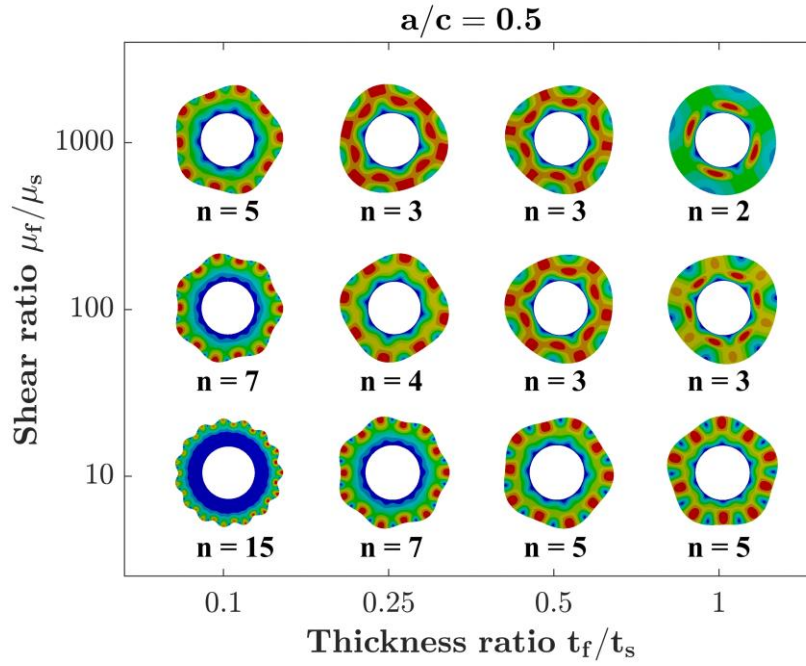 a/c = 0.5
Shear ratio μf/μs
1000
n = 5
n = 3
n = 3
n = 2
100
n = 7
n = 4
n = 3
n = 3
10
n = 15
n = 7
n = 5
n = 5
0.1
0.25
0.5
1
Thickness ratio tf/ts